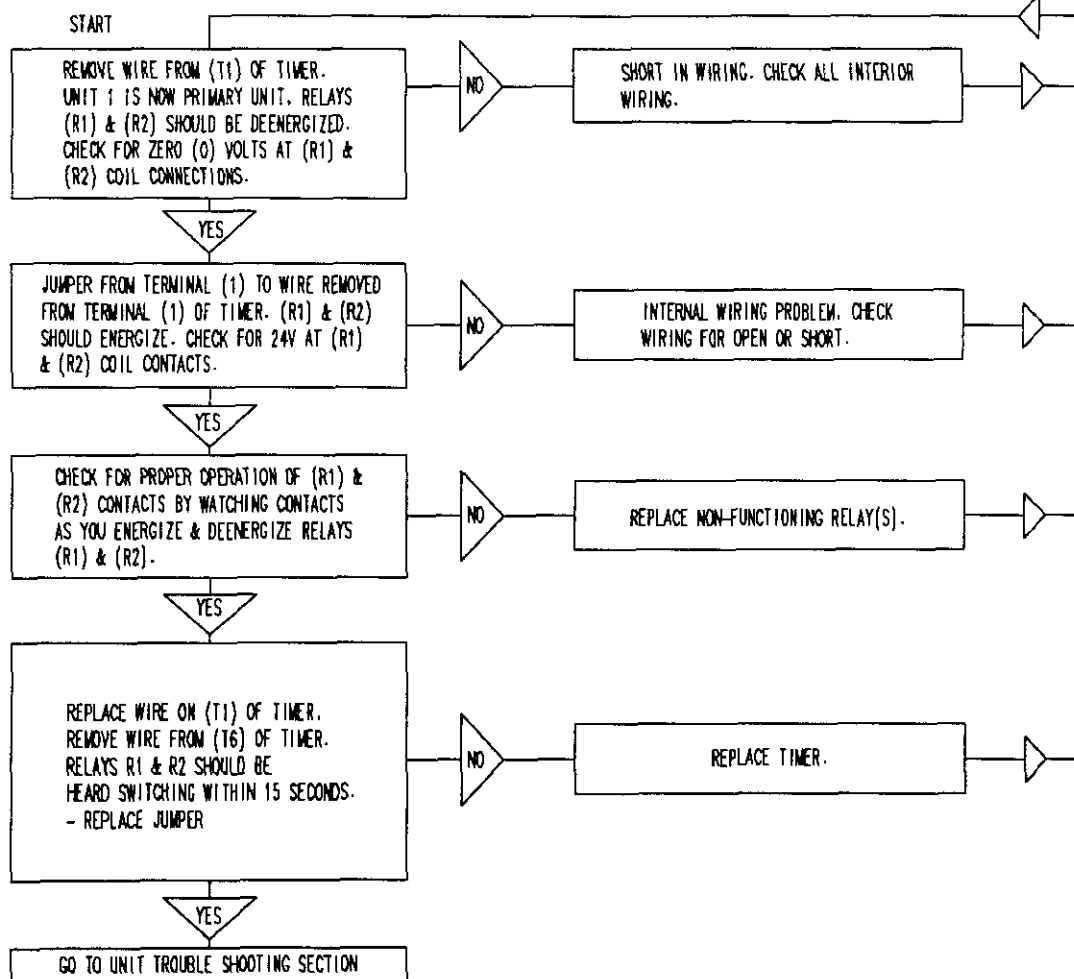 START
REMOVE WIRE FROM (T1) OF TIMER.
UNIT 1 IS NOW PRIMARY UNIT. RELAYS
(R1) & (R2) SHOULD BE DEENERGIZED.
CHECK FOR ZERO (0) VOLTS AT (R1) &
(R2) COIL CONNECTIONS.
NO
SHORT IN WIRING. CHECK ALL INTERIOR
WIRING.
YES
JUMPER FROM TERMINAL (1) TO WIRE REMOVED
FROM TERMINAL (1) OF TIMER. (R1) & (R2)
SHOULD ENERGIZE. CHECK FOR 24V AT (R1)
& (R2) COIL CONTACTS.
NO
INTERNAL WIRING PROBLEM. CHECK
WIRING FOR OPEN OR SHORT.
YES
CHECK FOR PROPER OPERATION OF (R1) &
(R2) CONTACTS BY WATCHING CONTACTS
AS YOU ENERGIZE & DEENERGIZE RELAYS
(R1) & (R2).
NO
REPLACE NON-FUNCTIONING RELAY(S).
YES
REPLACE WIRE ON (T1) OF TIMER.
REMOVE WIRE FROM (T6) OF TIMER.
RELAYS R1 & R2 SHOULD BE
HEARD SWITCHING WITHIN 15 SECONDS.
- REPLACE JUMPER
NO
REPLACE TIMER.
YES
GO TO UNIT TROUBLE SHOOTING SECTION